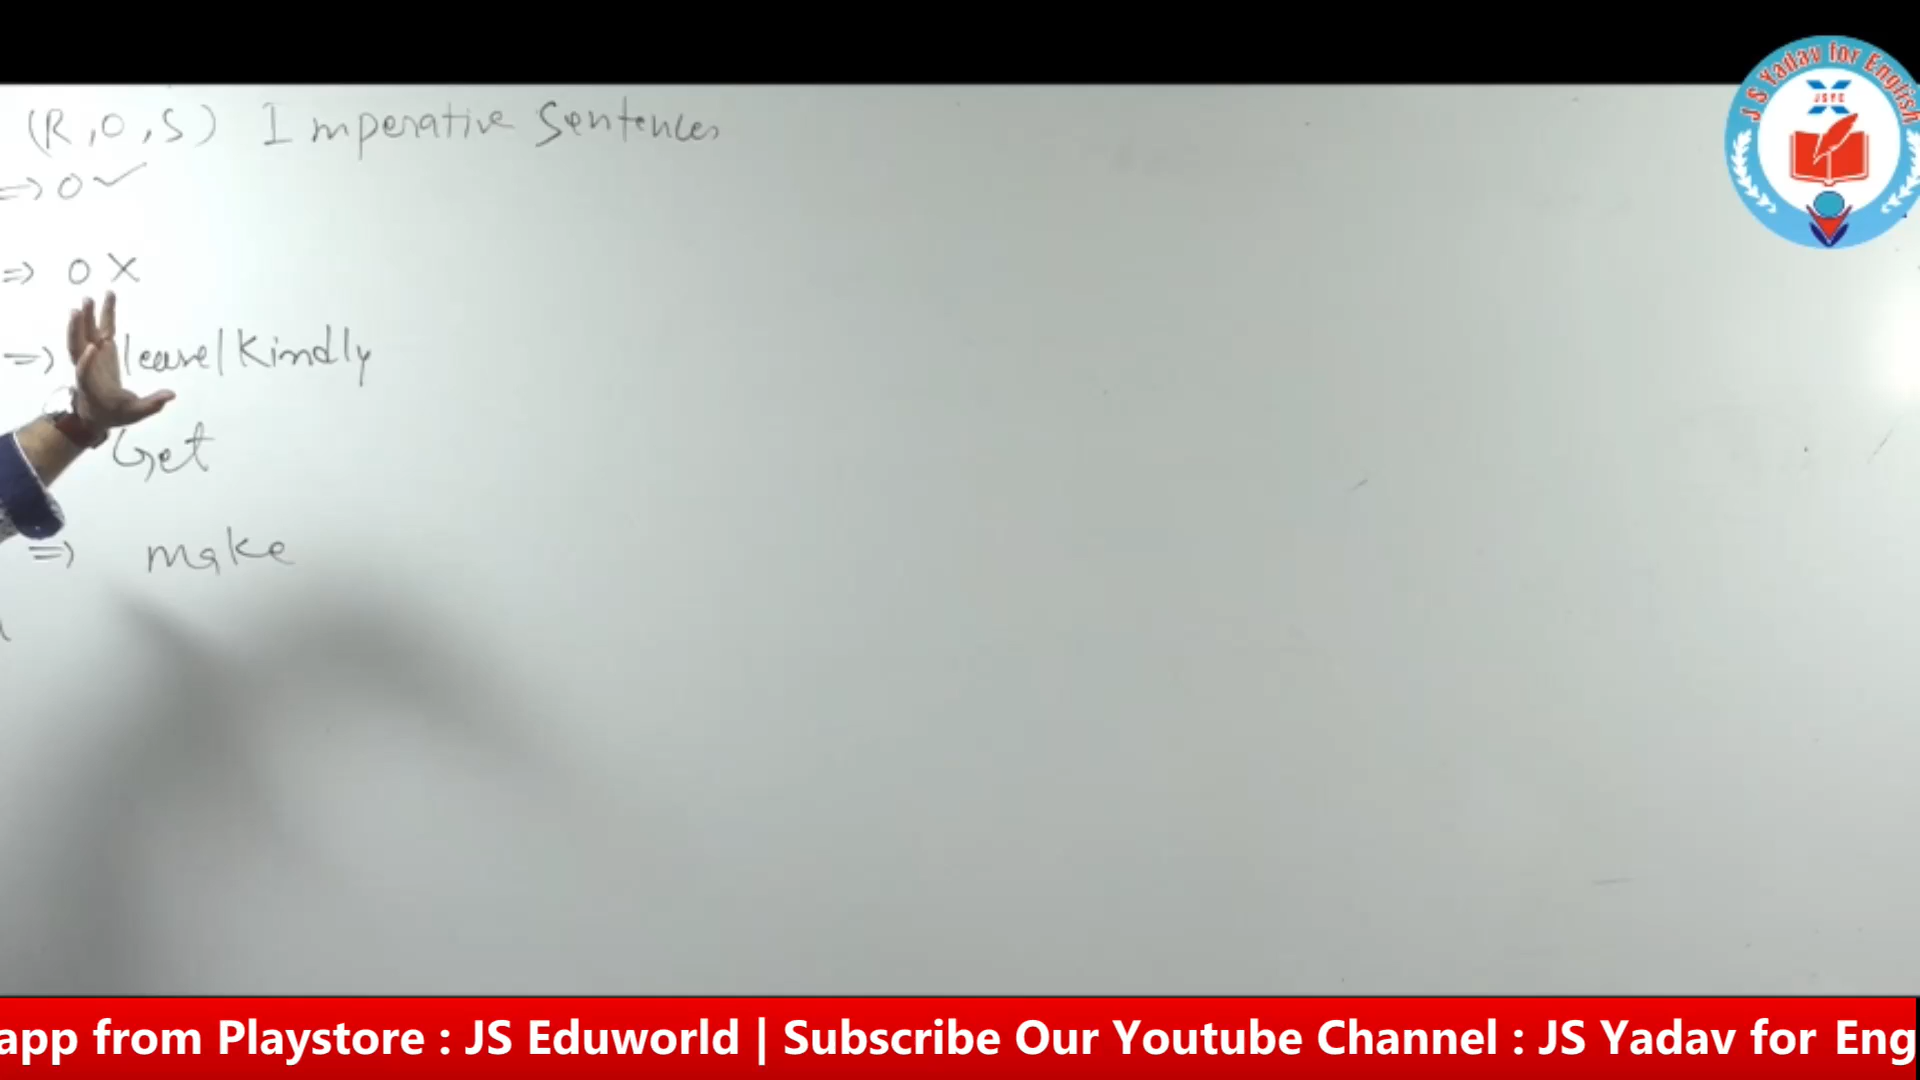 (R, O, S) Imperative Sentences
=> O ✓
=> O X
=> lease/Kindly
Get
=> make
J S Yadav for English
JSYE
app from Playstore : JS Eduworld | Subscribe Our Youtube Channel : JS Yadav for Eng